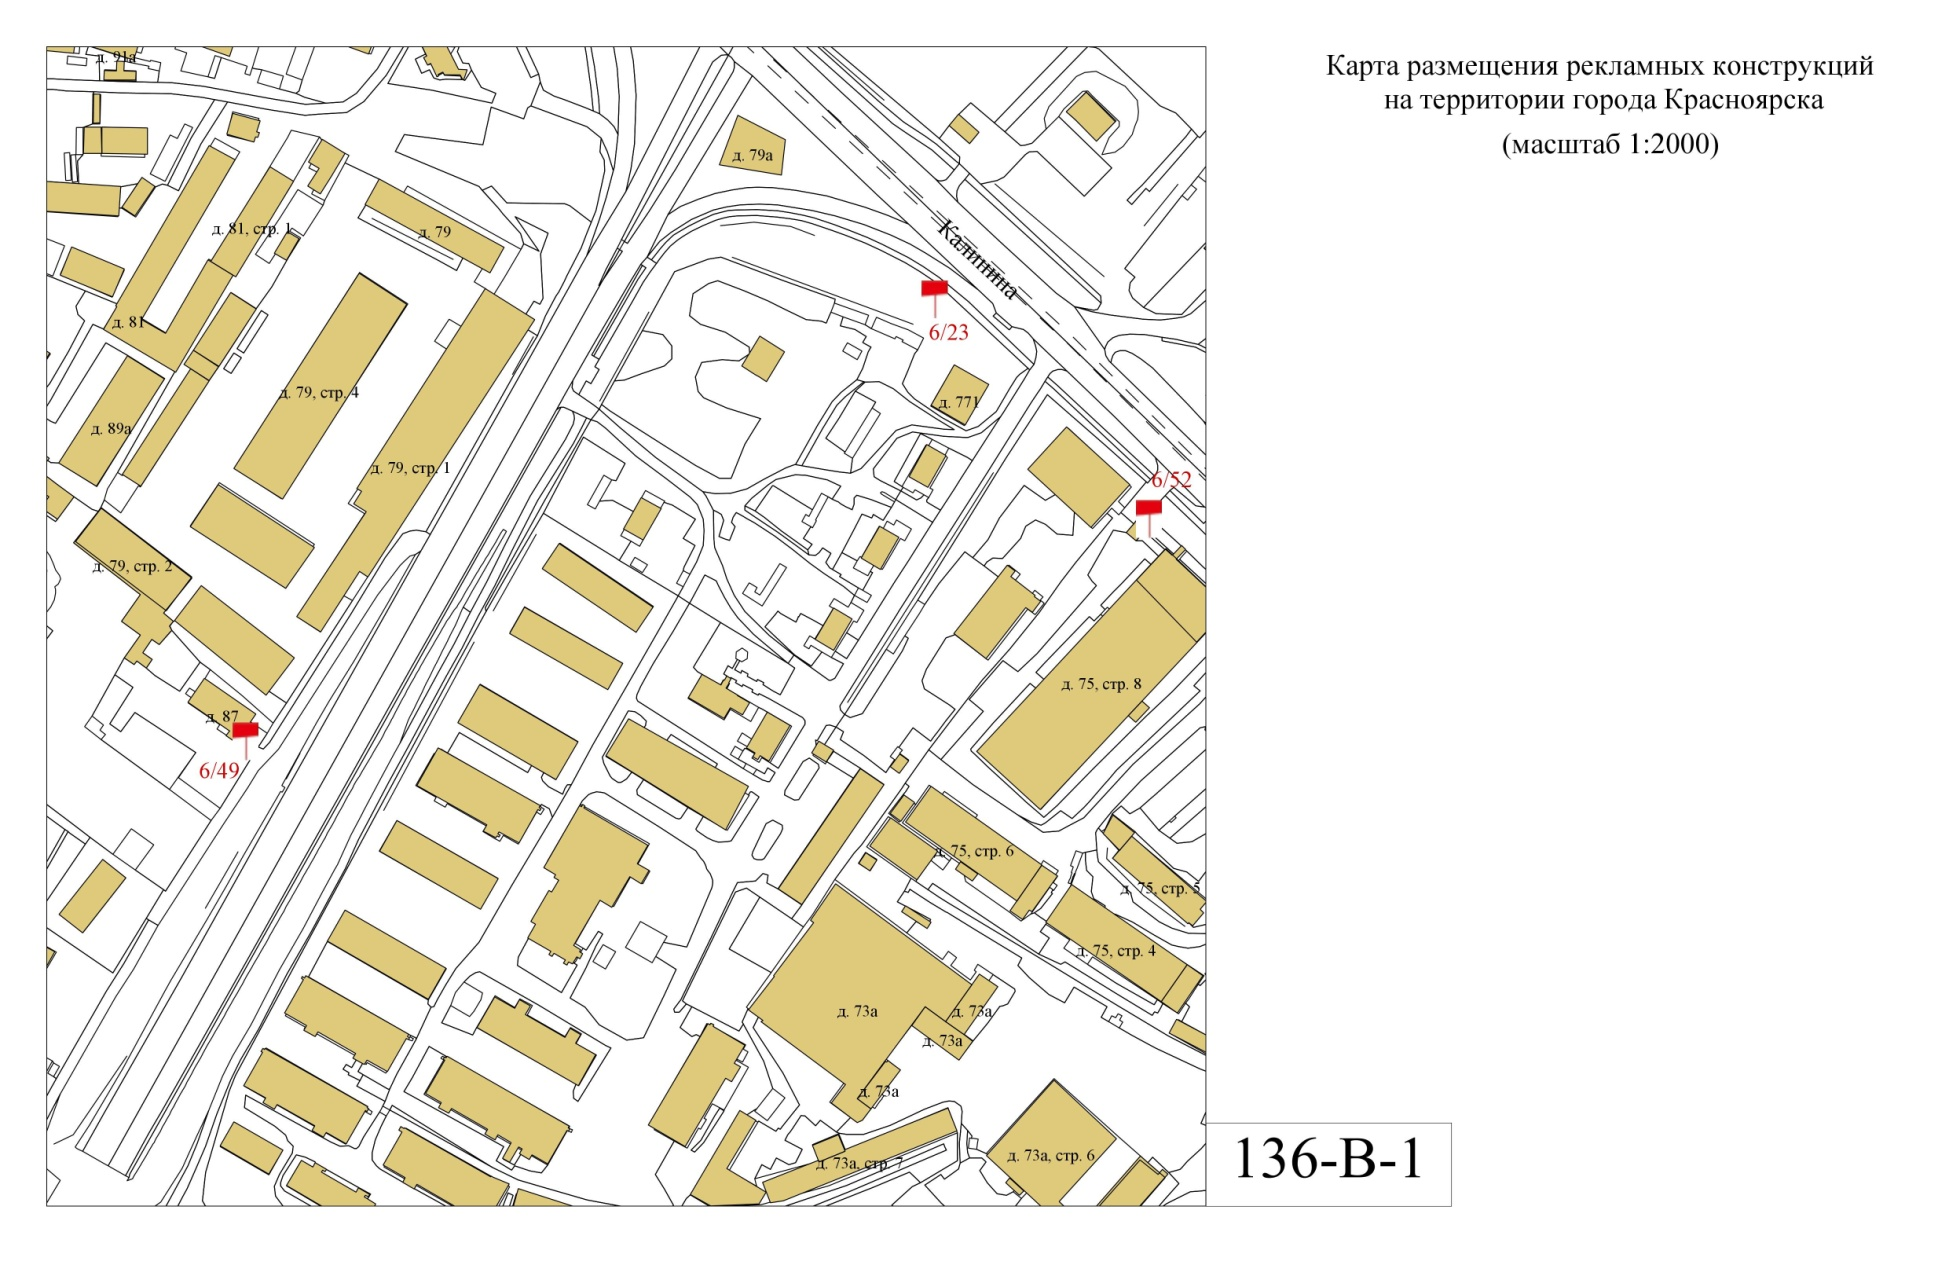 Карта размещения рекламных конструкций
на территории города Красноярска
(масштаб 1:2000)
д. 91а
д. 79а
д. 81, стр. 1
д. 79
Калинина
д. 81
6/23
д. 79, стр. 4
д. 771
д. 89а
д. 79, стр. 1
6/52
д. 79, стр. 2
д. 75, стр. 8
д. 87
6/49
д. 75, стр. 6
д. 75, стр. 5
д. 75, стр. 4
д. 73а
д. 73а
д. 73а
д. 73а
д. 73а, стр. 7
д. 73а, стр. 6
136-В-1